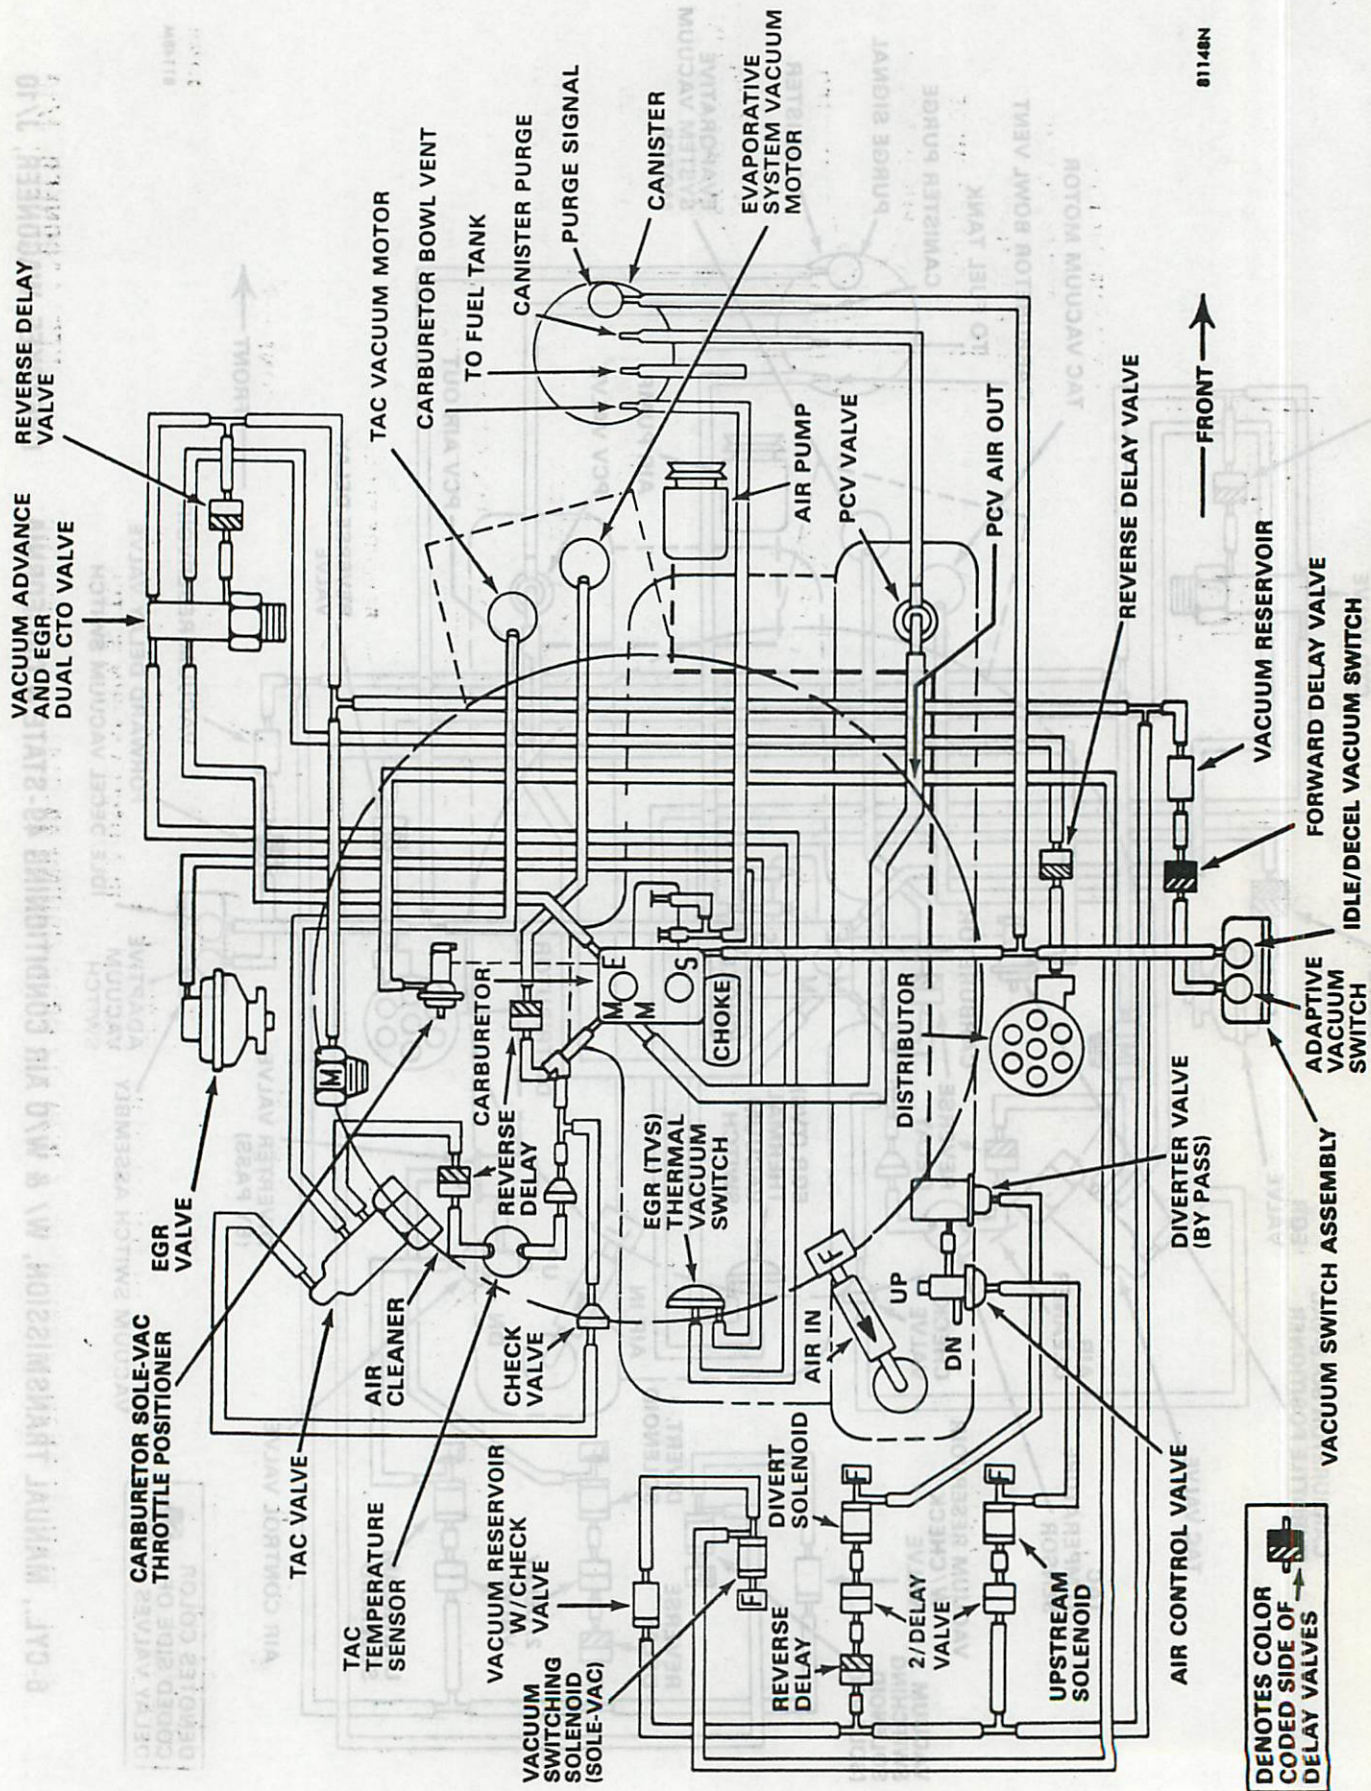 DENOTES COLOR
CODED SIDE OF
DELAY VALVES
VACUUM
SWITCHING
SOLENOID
(SOLE-VAC)
VACUUM RESERVOIR
W/CHECK
VALVE
TAC
TEMPERATURE
SENSOR
TAC VALVE
CARBURETOR SOLE-VAC
THROTTLE POSITIONER
EGR
VALVE
VACUUM ADVANCE
AND EGR
DUAL CTO VALVE
REVERSE DELAY
VALVE
AIR
CLEANER
CHECK
VALVE
REVERSE
DELAY
CARBURETOR
TAC VACUUM MOTOR
CARBURETOR BOWL VENT
TO FUEL TANK
CANISTER PURGE
PURGE SIGNAL
CANISTER
EVAPORATIVE
SYSTEM VACUUM
MOTOR
M
F
M
E
M
S
CHOKE
EGR (TVS)
THERMAL
VACUUM
SWITCH
AIR PUMP
PCV VALVE
PCV AIR OUT
REVERSE
DELAY
2/DELAY
VALVE
DIVERT
SOLENOID
F
F
UPSTREAM
SOLENOID
AIR IN
F
UP
DN
DISTRIBUTOR
REVERSE DELAY VALVE
AIR CONTROL VALVE
DIVERTER VALVE
(BY PASS)
VACUUM RESERVOIR
FORWARD DELAY VALVE
IDLE/DECEL VACUUM SWITCH
ADAPTIVE
VACUUM
SWITCH
VACUUM SWITCH ASSEMBLY
FRONT
81148N